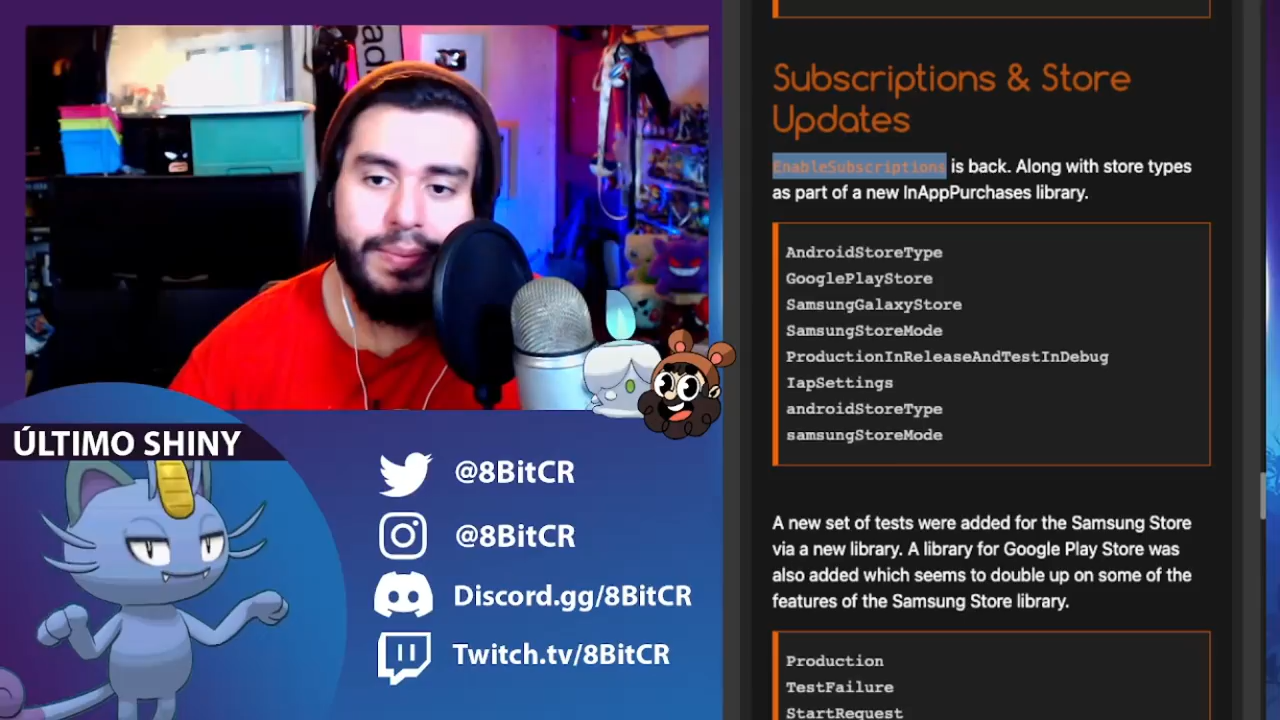 ÚLTIMO SHINY
@8BitCR
@8BitCR
Discord.gg/8BitCR
Twitch.tv/8BitCR
Subscriptions & Store
Updates
EnableSubscriptions is back. Along with store types
as part of a new InAppPurchases library.
AndroidStoreType
GooglePlayStore
SamsungGalaxyStore
SamsungStoreMode
ProductionInReleaseAndTestInDebug
IapSettings
androidStoreType
samsungStoreMode
A new set of tests were added for the Samsung Store
via a new library. A library for Google Play Store was
also added which seems to double up on some of the
features of the Samsung Store library.
Production
TestFailure
StartRequest